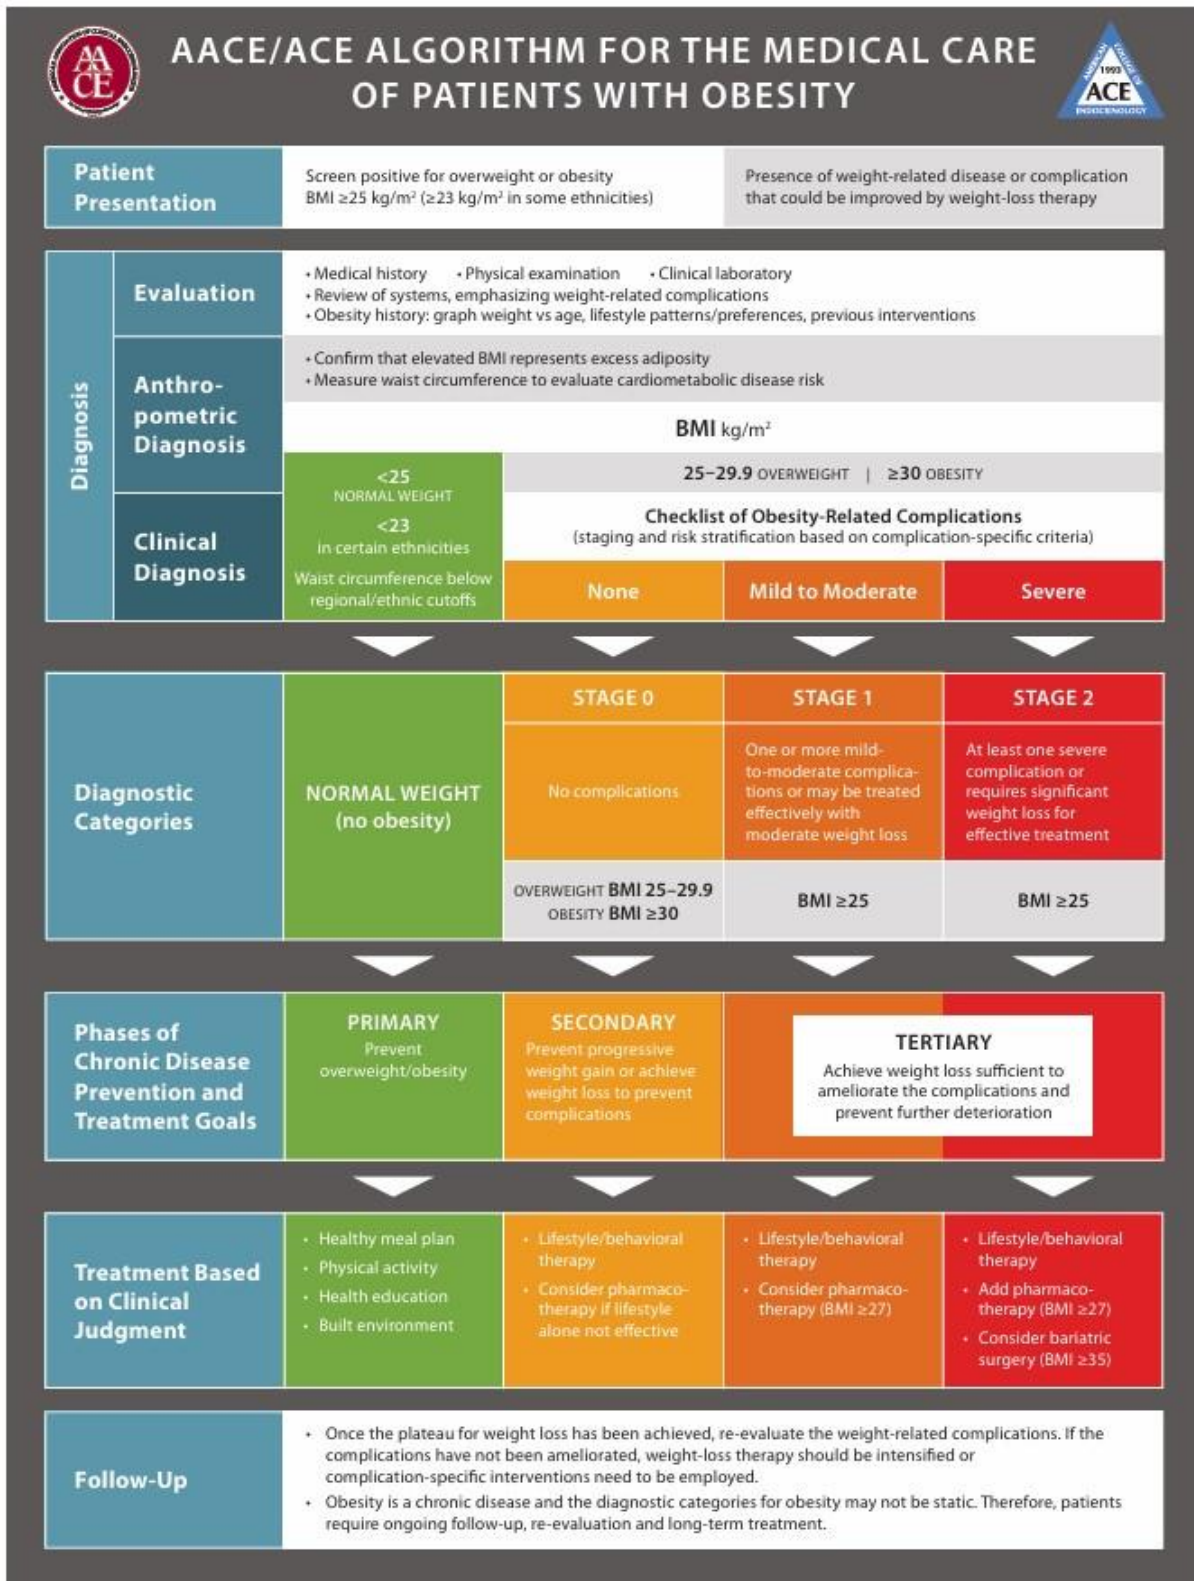 AA
CE
AACE/ACE ALGORITHM FOR THE MEDICAL CARE
OF PATIENTS WITH OBESITY
AMERICAN COLLEGE OF
1993
ACE
ENDOCRINOLOGY
Patient
Presentation
Screen positive for overweight or obesity
BMI ≥25 kg/m² (≥23 kg/m² in some ethnicities)
Presence of weight-related disease or complication
that could be improved by weight-loss therapy
Diagnosis
Evaluation
• Medical history • Physical examination • Clinical laboratory
• Review of systems, emphasizing weight-related complications
• Obesity history: graph weight vs age, lifestyle patterns/preferences, previous interventions
Anthro-
pometric
Diagnosis
• Confirm that elevated BMI represents excess adiposity
• Measure waist circumference to evaluate cardiometabolic disease risk
BMI kg/m²
<25
NORMAL WEIGHT
<23
in certain ethnicities
Waist circumference below
regional/ethnic cutoffs
25–29.9 OVERWEIGHT | ≥30 OBESITY
Clinical
Diagnosis
Checklist of Obesity-Related Complications
(staging and risk stratification based on complication-specific criteria)
None
Mild to Moderate
Severe
Diagnostic
Categories
NORMAL WEIGHT
(no obesity)
STAGE 0
No complications
OVERWEIGHT BMI 25–29.9
OBESITY BMI ≥30
STAGE 1
One or more mild-
to-moderate complica-
tions or may be treated
effectively with
moderate weight loss
BMI ≥25
STAGE 2
At least one severe
complication or
requires significant
weight loss for
effective treatment
BMI ≥25
Phases of
Chronic Disease
Prevention and
Treatment Goals
PRIMARY
Prevent
overweight/obesity
SECONDARY
Prevent progressive
weight gain or achieve
weight loss to prevent
complications
TERTIARY
Achieve weight loss sufficient to
ameliorate the complications and
prevent further deterioration
Treatment Based
on Clinical
Judgment
• Healthy meal plan
• Physical activity
• Health education
• Built environment
• Lifestyle/behavioral
therapy
• Consider pharmaco-
therapy if lifestyle
alone not effective
• Lifestyle/behavioral
therapy
• Consider pharmaco-
therapy (BMI ≥27)
• Lifestyle/behavioral
therapy
• Add pharmaco-
therapy (BMI ≥27)
• Consider bariatric
surgery (BMI ≥35)
Follow-Up
• Once the plateau for weight loss has been achieved, re-evaluate the weight-related complications. If the
complications have not been ameliorated, weight-loss therapy should be intensified or
complication-specific interventions need to be employed.
• Obesity is a chronic disease and the diagnostic categories for obesity may not be static. Therefore, patients
require ongoing follow-up, re-evaluation and long-term treatment.